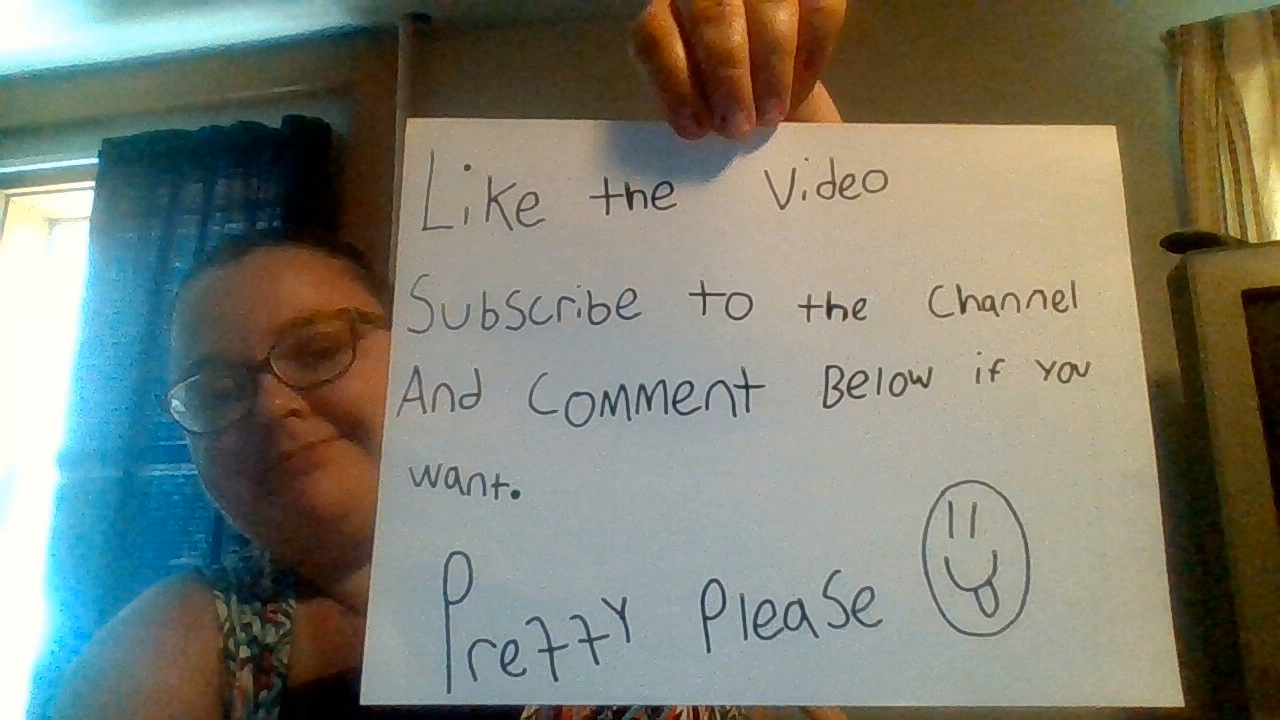 Like the Video
Subscribe to the Channel
And Comment Below if you
want.
Pretty Please